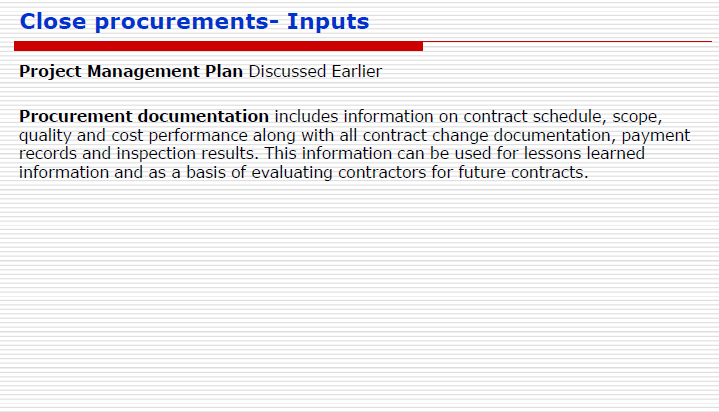 Close procurements- Inputs
Project Management Plan Discussed Earlier
Procurement documentation includes information on contract schedule, scope,
quality and cost performance along with all contract change documentation, payment
records and inspection results. This information can be used for lessons learned
information and as a basis of evaluating contractors for future contracts.